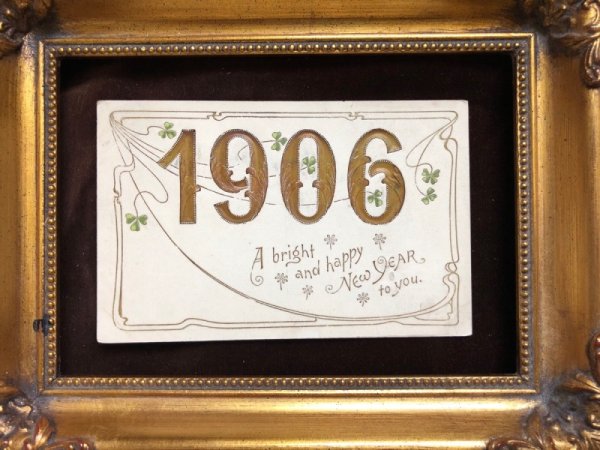 1906
A bright
and happy
New Year
to you.